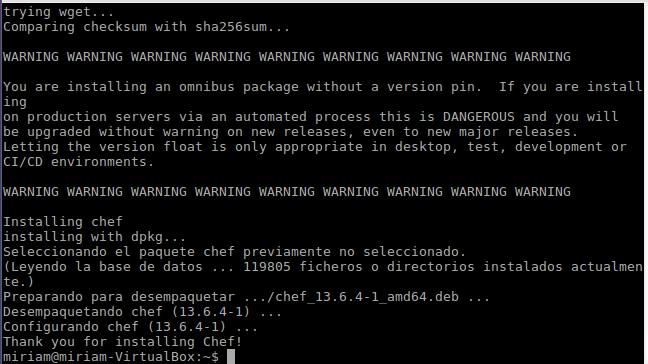 trying wget...
Comparing checksum with sha256sum...
WARNING WARNING WARNING WARNING WARNING WARNING WARNING WARNING WARNING
You are installing an omnibus package without a version pin.  If you are install
ing
on production servers via an automated process this is DANGEROUS and you will
be upgraded without warning on new releases, even to new major releases.
Letting the version float is only appropriate in desktop, test, development or
CI/CD environments.
WARNING WARNING WARNING WARNING WARNING WARNING WARNING WARNING WARNING
Installing chef
installing with dpkg...
Seleccionando el paquete chef previamente no seleccionado.
(Leyendo la base de datos ... 119805 ficheros o directorios instalados actualmen
te.)
Preparando para desempaquetar .../chef_13.6.4-1_amd64.deb ...
Desempaquetando chef (13.6.4-1) ...
Configurando chef (13.6.4-1) ...
Thank you for installing Chef!
miriam@miriam-VirtualBox:~$